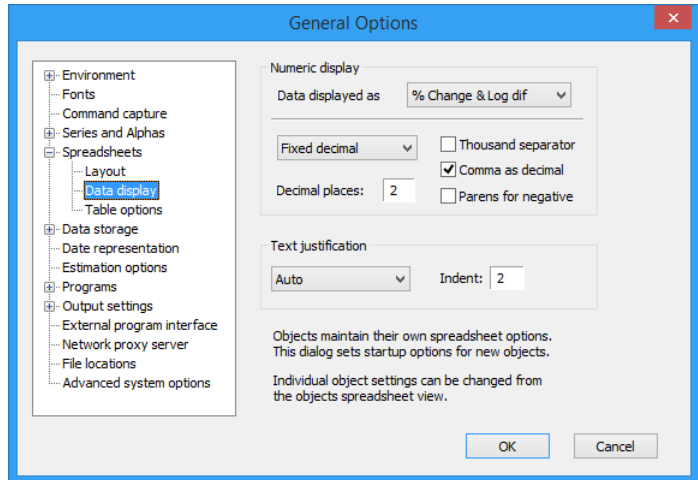 General Options
Environment
Fonts
Command capture
Series and Alphas
Spreadsheets
Layout
Data display
Table options
Data storage
Date representation
Estimation options
Programs
Output settings
External program interface
Network proxy server
File locations
Advanced system options
Numeric display
Data displayed as % Change & Log dif
Fixed decimal
Thousand separator
Comma as decimal
Decimal places: 2
Parens for negative
Text justification
Auto
Indent: 2
Objects maintain their own spreadsheet options.
This dialog sets startup options for new objects.
Individual object settings can be changed from
the objects spreadsheet view.
OK
Cancel